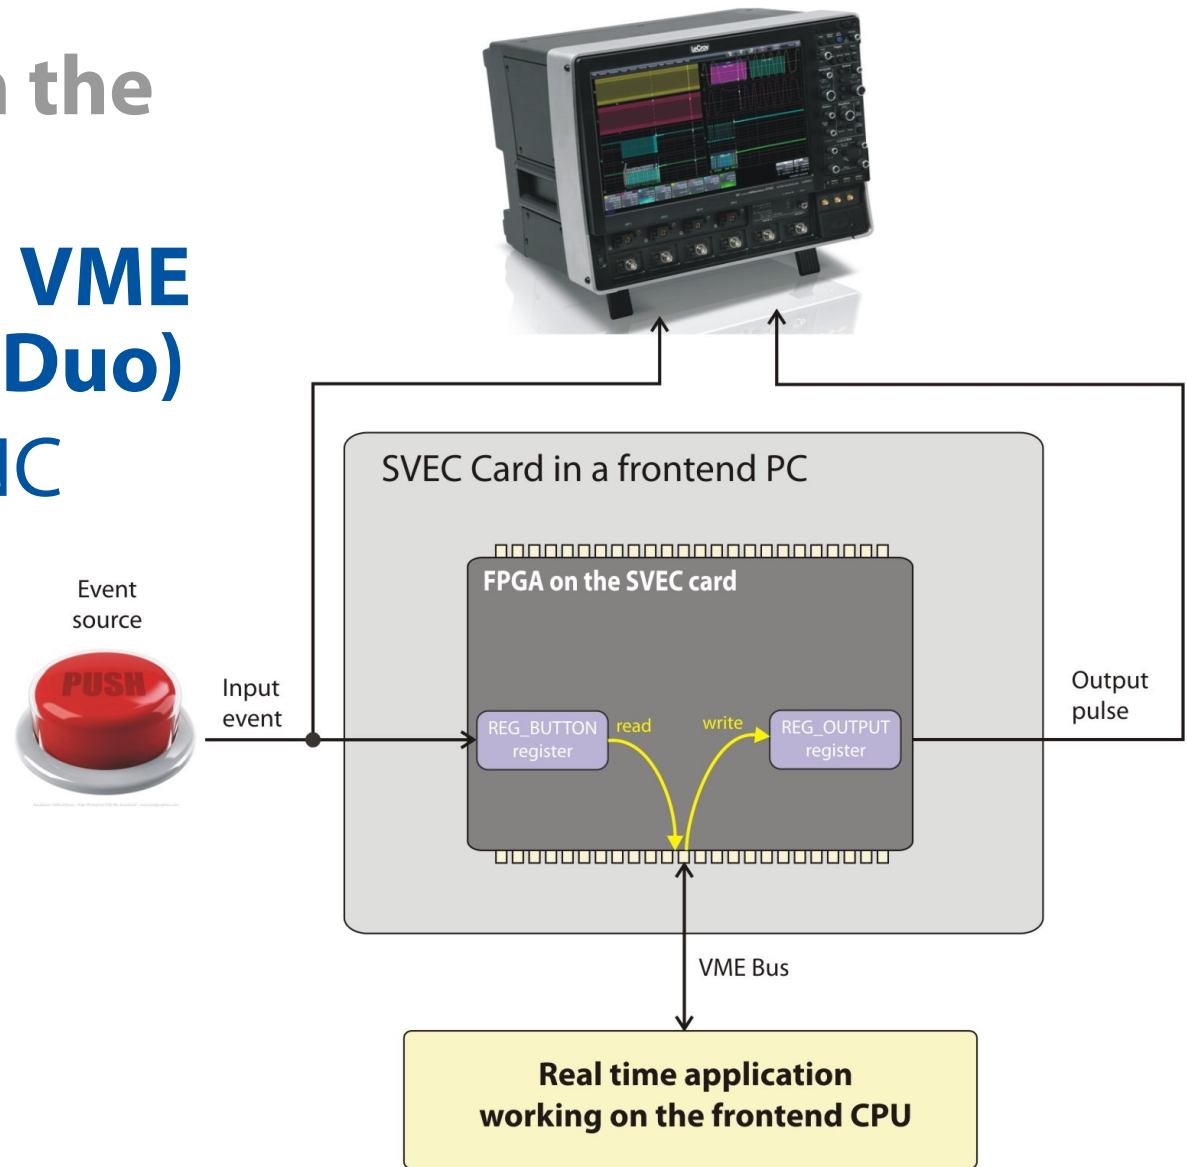 n the
VME
Duo)
IC
LeCroy
SVEC Card in a frontend PC
FPGA on the SVEC card
Event
source
PUSH
Input
event
REG_BUTTON
register
read
write
REG_OUTPUT
register
Output
pulse
VME Bus
Real time application
working on the frontend CPU